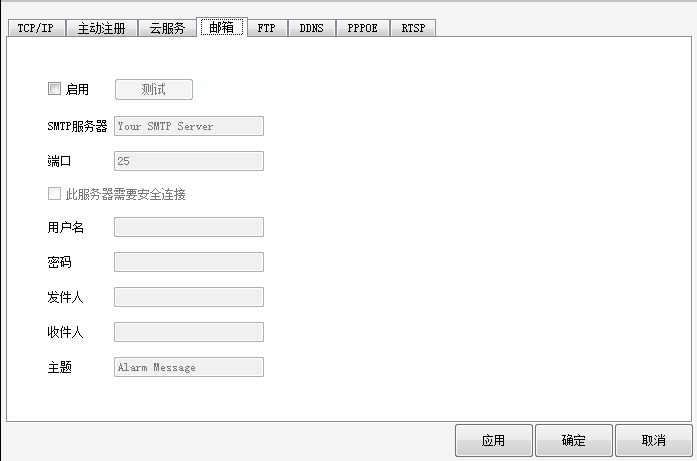 TCP/IP 主动注册 云服务 邮箱 FTP DDNS PPPOE RTSP
启用 测试
SMTP服务器 Your SMTP Server
端口 25
此服务器需要安全连接
用户名
密码
发件人
收件人
主题 Alarm Message
应用 确定 取消